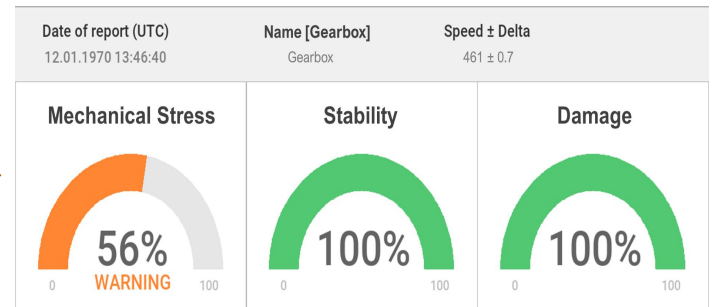 Date of report (UTC) Name [Gearbox] Speed ± Delta
12.01.1970 13:46:40 Gearbox 461 ± 0.7
Mechanical Stress Stability Damage
56% 100% 100%
0 WARNING 100 0 100 0 100